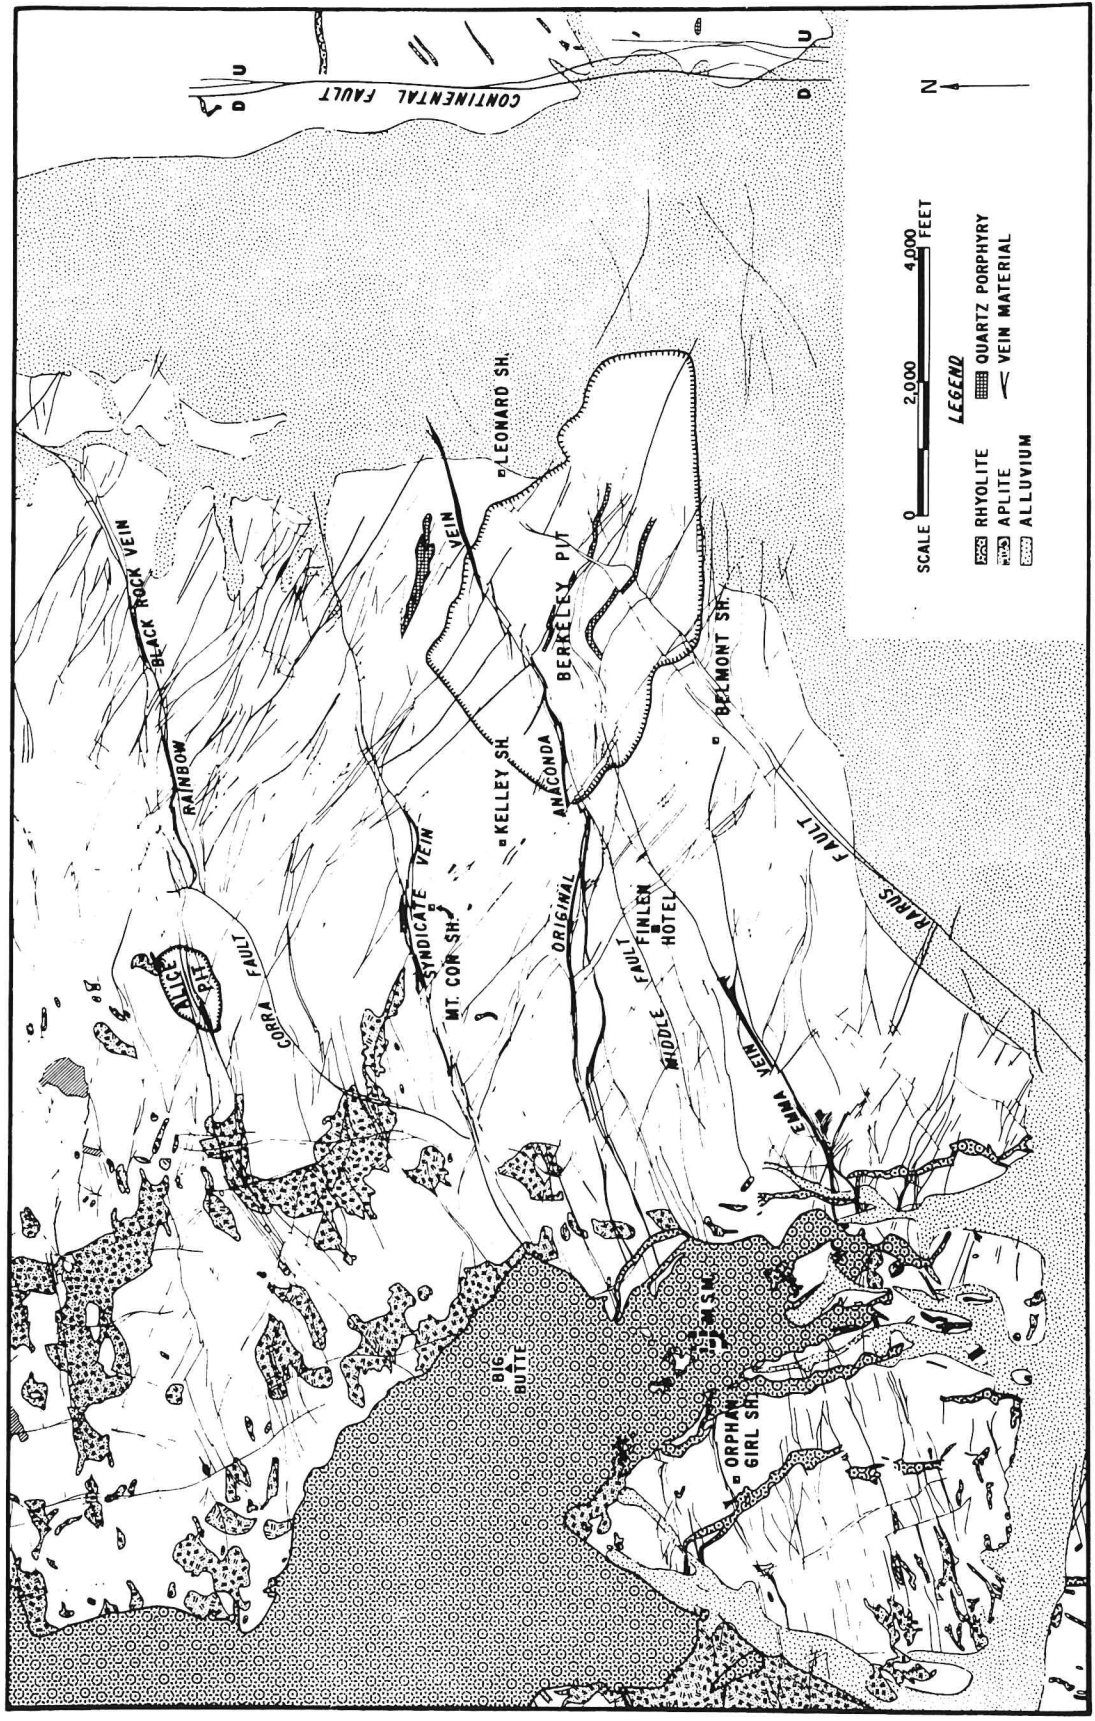 BLACK ROCK VEIN
RAINBOW
ALICE
PIT
CORRA FAULT
SYNDICATE VEIN
MT. CON SH.
VEIN
LEONARD SH.
KELLEY SH.
ANACONDA
BERKELEY PIT
ORIGINAL
MIDDLE FAULT
FINLEN
HOTEL
BELMONT SH.
EMMA VEIN
RARUS FAULT
BIG
BUTTE
M.S.M.
ORPHAN
GIRL SH.
CONTINENTAL FAULT
D U
D U
N
SCALE 0 2,000 4,000 FEET
LEGEND
RHYOLITE
APLITE
ALLUVIUM
QUARTZ PORPHYRY
VEIN MATERIAL